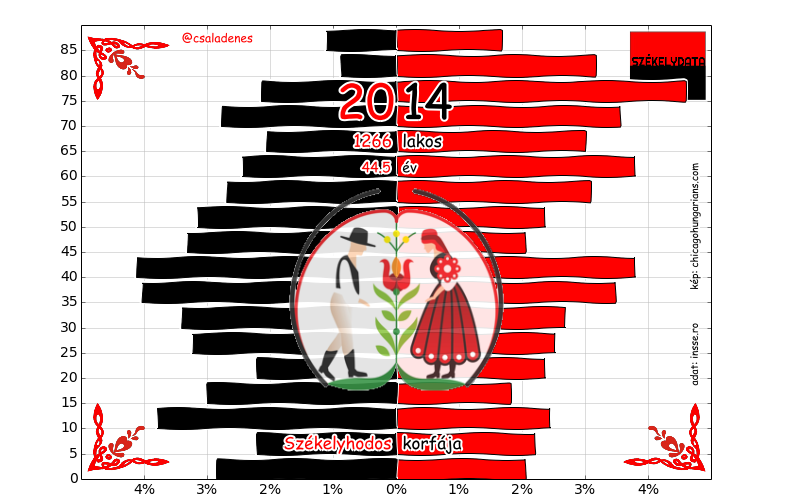 @csaladenes
SZÉKELYDATA
2014
1266 lakos
44.5 év
kép: chicagohungarians.com
adat: insse.ro
Székelyhodos korfája
85
80
75
70
65
60
55
50
45
40
35
30
25
20
15
10
5
0
4% 3% 2% 1% 0% 1% 2% 3% 4%